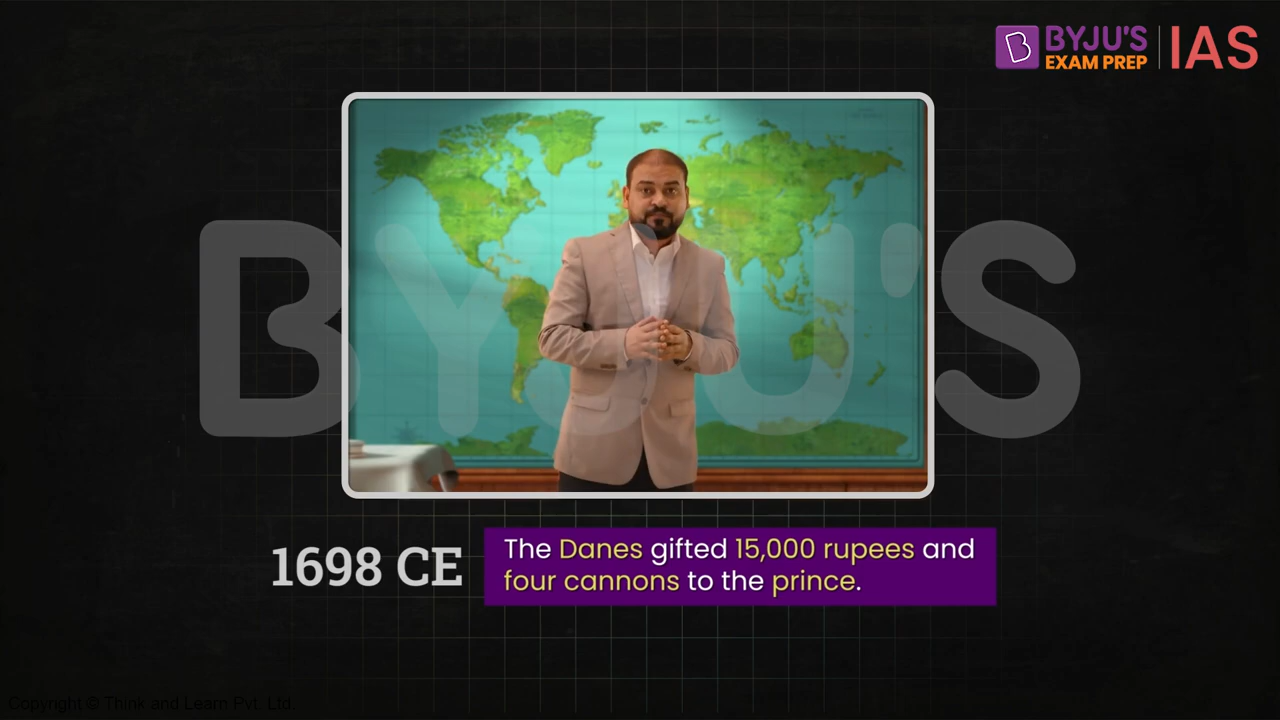 BYJU'S
EXAM PREP
IAS
BYJU'S
1698 CE
The Danes gifted 15,000 rupees and
four cannons to the prince.
Copyright © Think and Learn Pvt. Ltd.